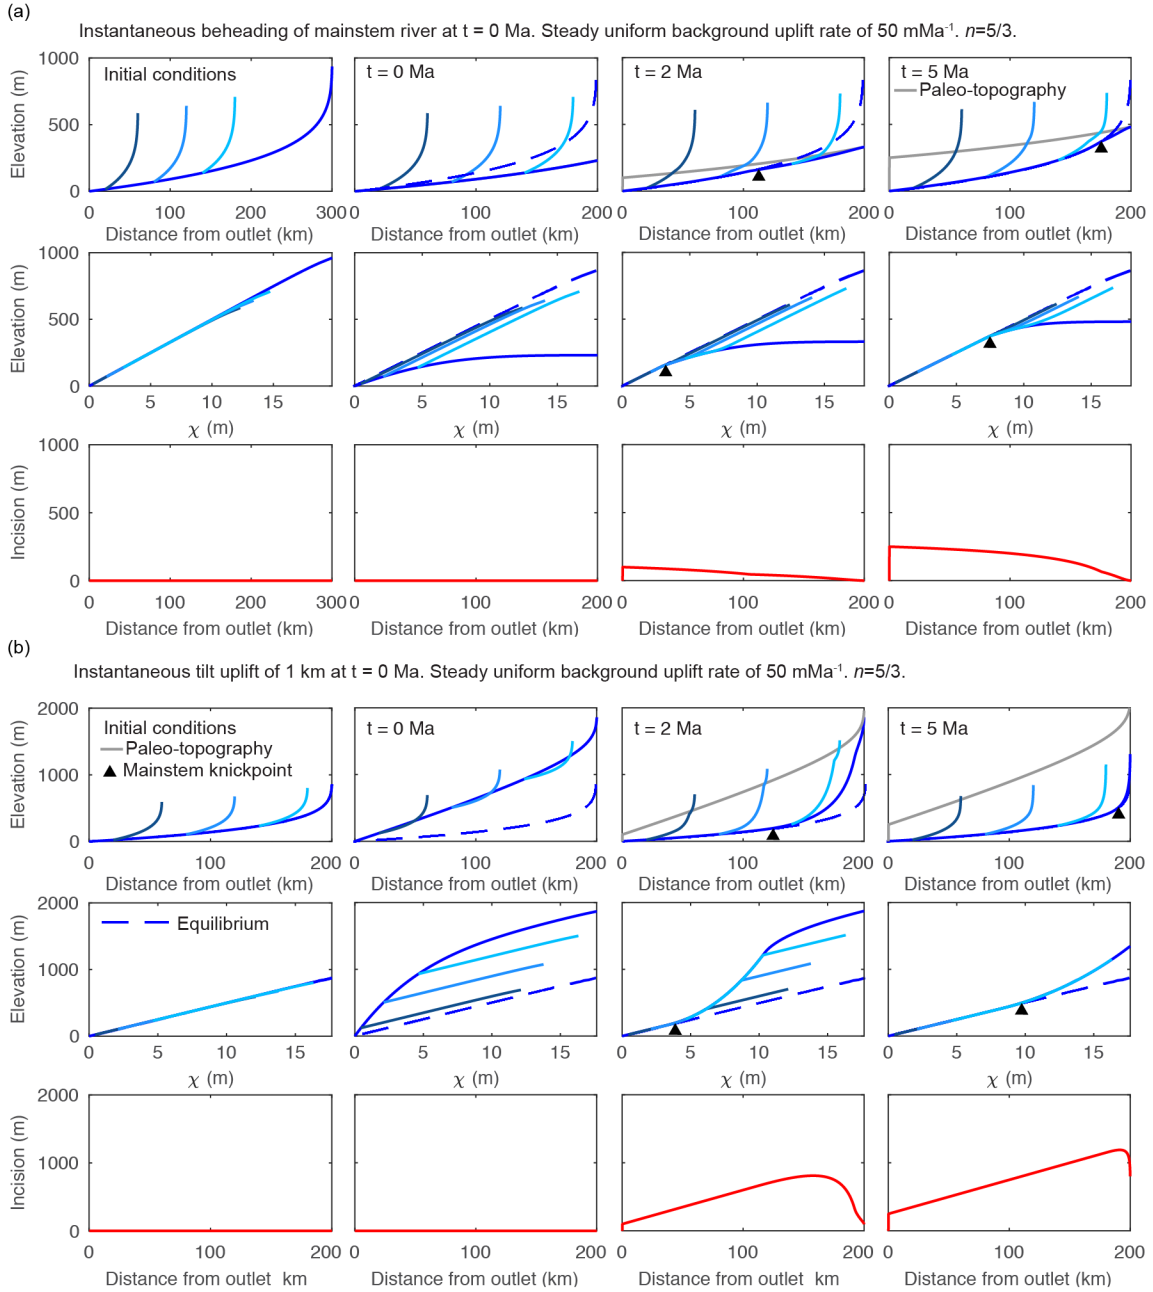 (a)
Instantaneous beheading of mainstem river at t = 0 Ma. Steady uniform background uplift rate of 50 mMa⁻¹. n=5/3.
Initial conditions
t = 0 Ma
t = 2 Ma
t = 5 Ma
Paleo-topography
Elevation (m)
1000
500
0
0 100 200 300
0 100 200
0 100 200
0 100 200
Distance from outlet (km)
Distance from outlet (km)
Distance from outlet (km)
Distance from outlet (km)
Elevation (m)
1000
500
0
0 5 10 15
0 5 10 15
0 5 10 15
0 5 10 15
χ (m)
χ (m)
χ (m)
Incision (m)
1000
500
0
0 100 200 300
0 100 200
0 100 200
0 100 200
Distance from outlet (km)
Distance from outlet (km)
Distance from outlet (km)
Distance from outlet (km)
(b)
Instantaneous tilt uplift of 1 km at t = 0 Ma. Steady uniform background uplift rate of 50 mMa⁻¹. n=5/3.
Initial conditions
Paleo-topography
Mainstem knickpoint
t = 0 Ma
t = 2 Ma
t = 5 Ma
Elevation (m)
2000
1000
0
0 100 200
0 100 200
0 100 200
0 100 200
Distance from outlet (km)
Distance from outlet (km)
Distance from outlet (km)
Distance from outlet (km)
Elevation (m)
2000
1000
0
Equilibrium
0 5 10 15
0 5 10 15
0 5 10 15
0 5 10 15
χ (m)
χ (m)
χ (m)
Incision (m)
2000
1000
0
0 100 200
0 100 200
0 100 200
0 100 200
Distance from outlet km
Distance from outlet (km)
Distance from outlet km
Distance from outlet (km)